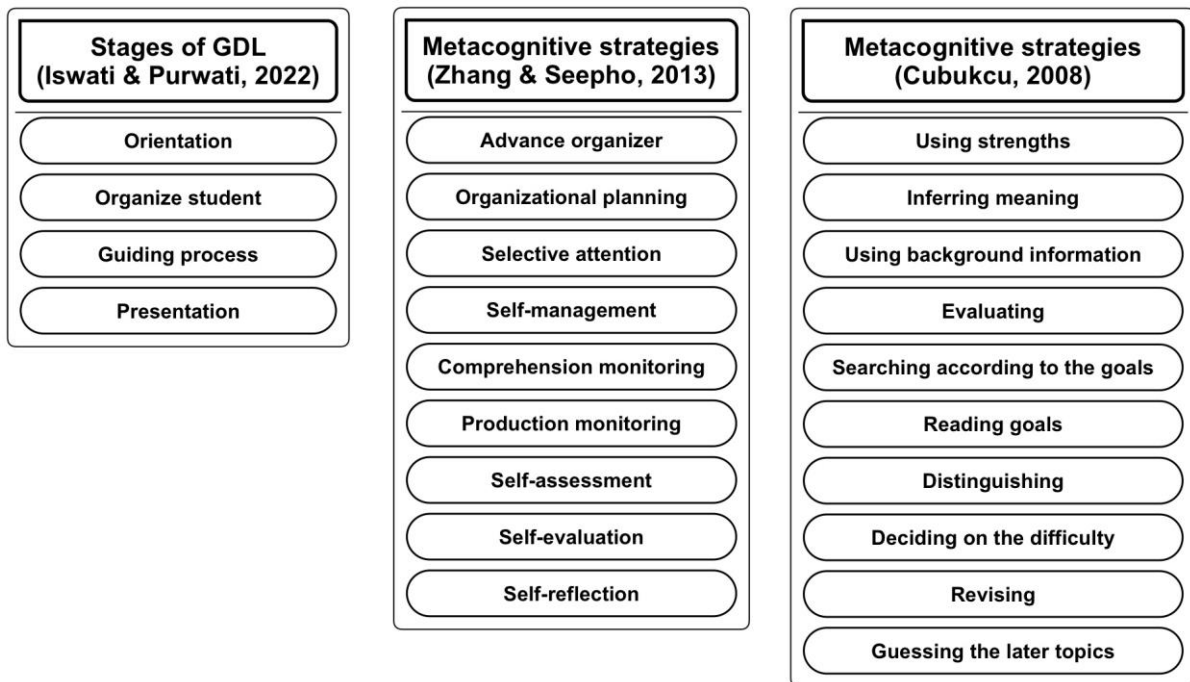 Stages of GDL
(Iswati & Purwati, 2022)
Orientation
Organize student
Guiding process
Presentation
Metacognitive strategies
(Zhang & Seepho, 2013)
Advance organizer
Organizational planning
Selective attention
Self-management
Comprehension monitoring
Production monitoring
Self-assessment
Self-evaluation
Self-reflection
Metacognitive strategies
(Cubukcu, 2008)
Using strengths
Inferring meaning
Using background information
Evaluating
Searching according to the goals
Reading goals
Distinguishing
Deciding on the difficulty
Revising
Guessing the later topics